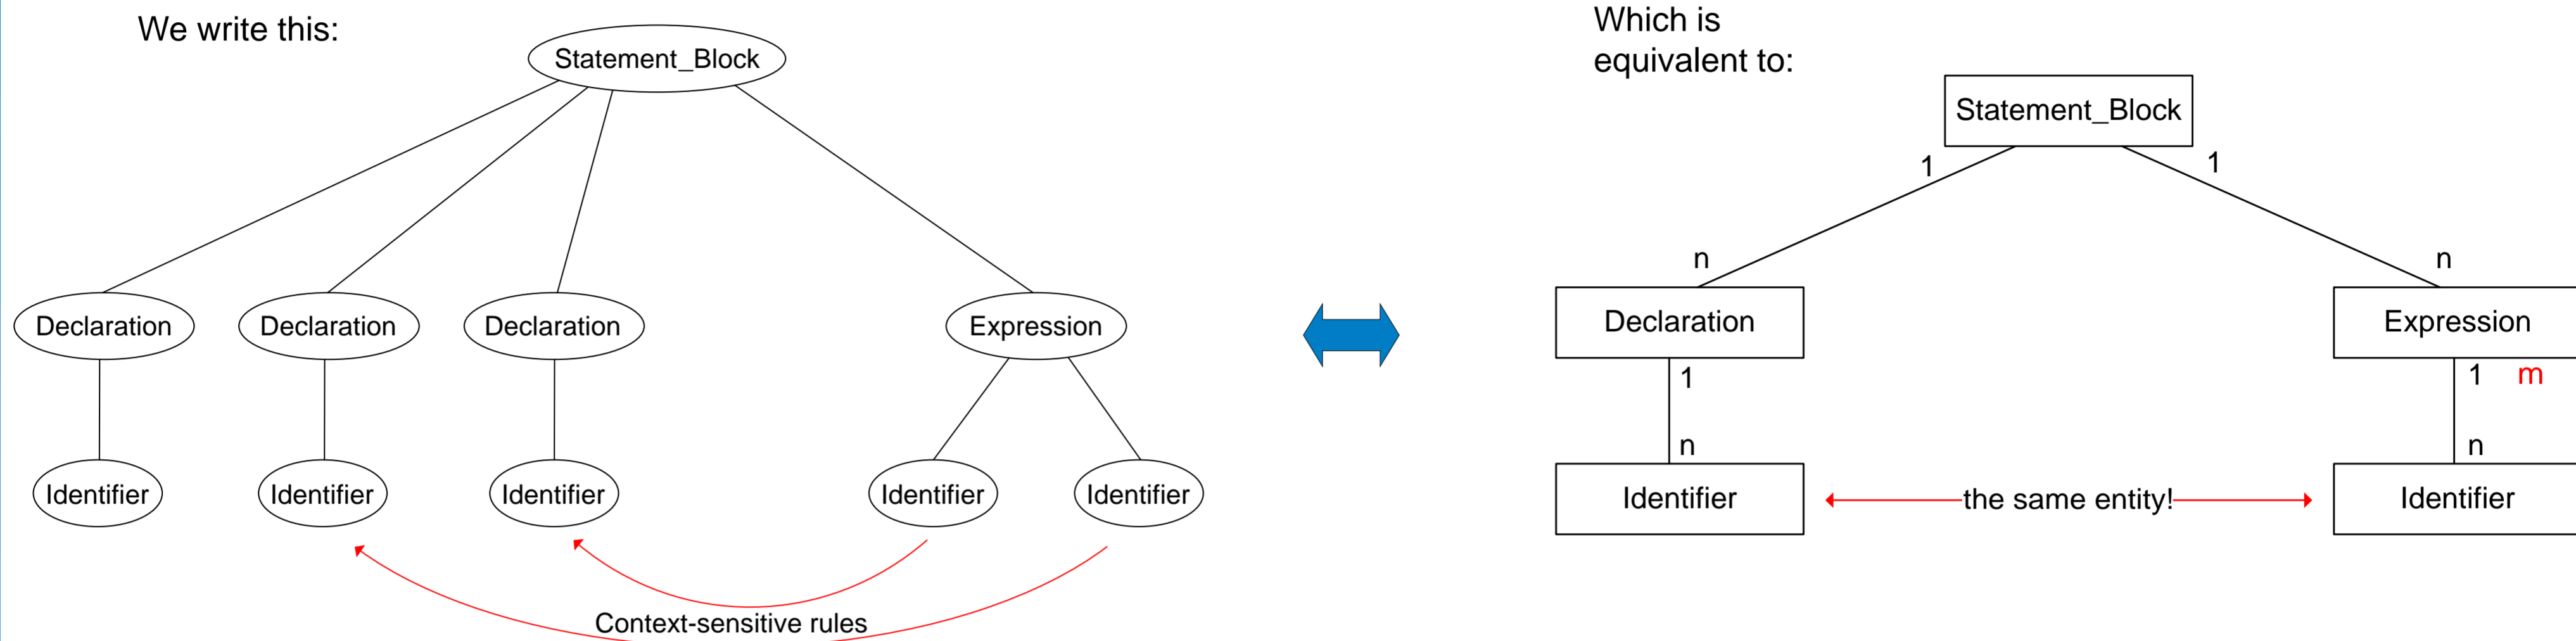 We write this:
Statement_Block
Declaration
Declaration
Declaration
Expression
Identifier
Identifier
Identifier
Identifier
Identifier
Context-sensitive rules
Which is
equivalent to:
Statement_Block
1
1
n
n
Declaration
Expression
1
1 m
n
n
Identifier
the same entity!
Identifier